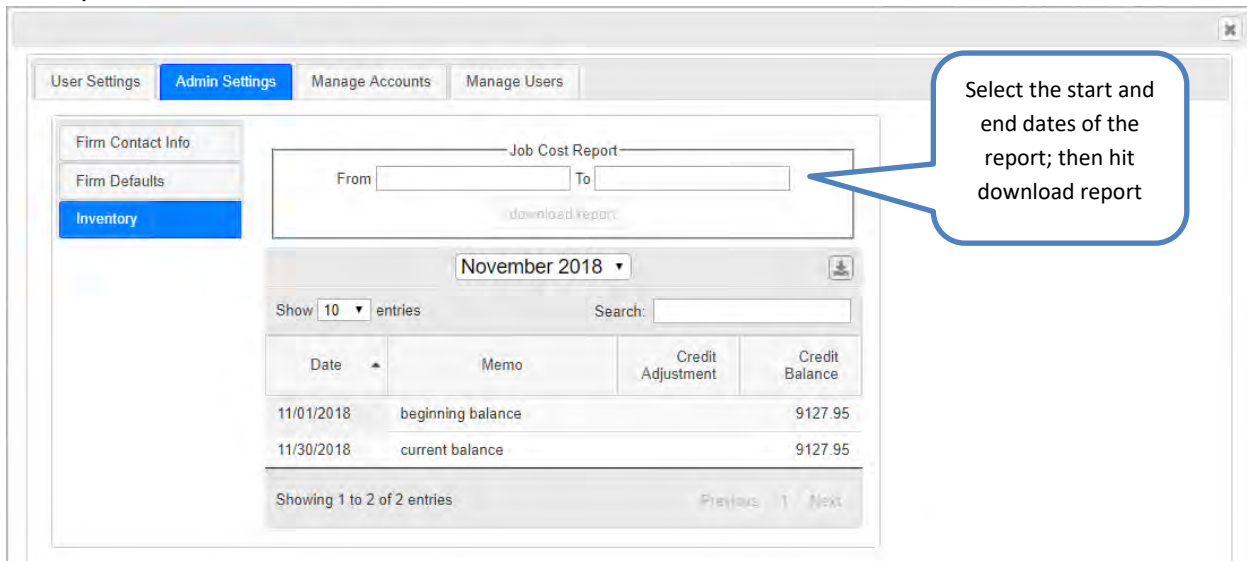 User Settings Admin Settings Manage Accounts Manage Users
Select the start and
end dates of the
report; then hit
download report
Firm Contact Info
Firm Defaults
Inventory
Job Cost Report
From To
download report
November 2018
Show 10 entries Search:
Date Memo Credit Adjustment Credit Balance
11/01/2018 beginning balance 9127.95
11/30/2018 current balance 9127.95
Showing 1 to 2 of 2 entries Previous 1 Next